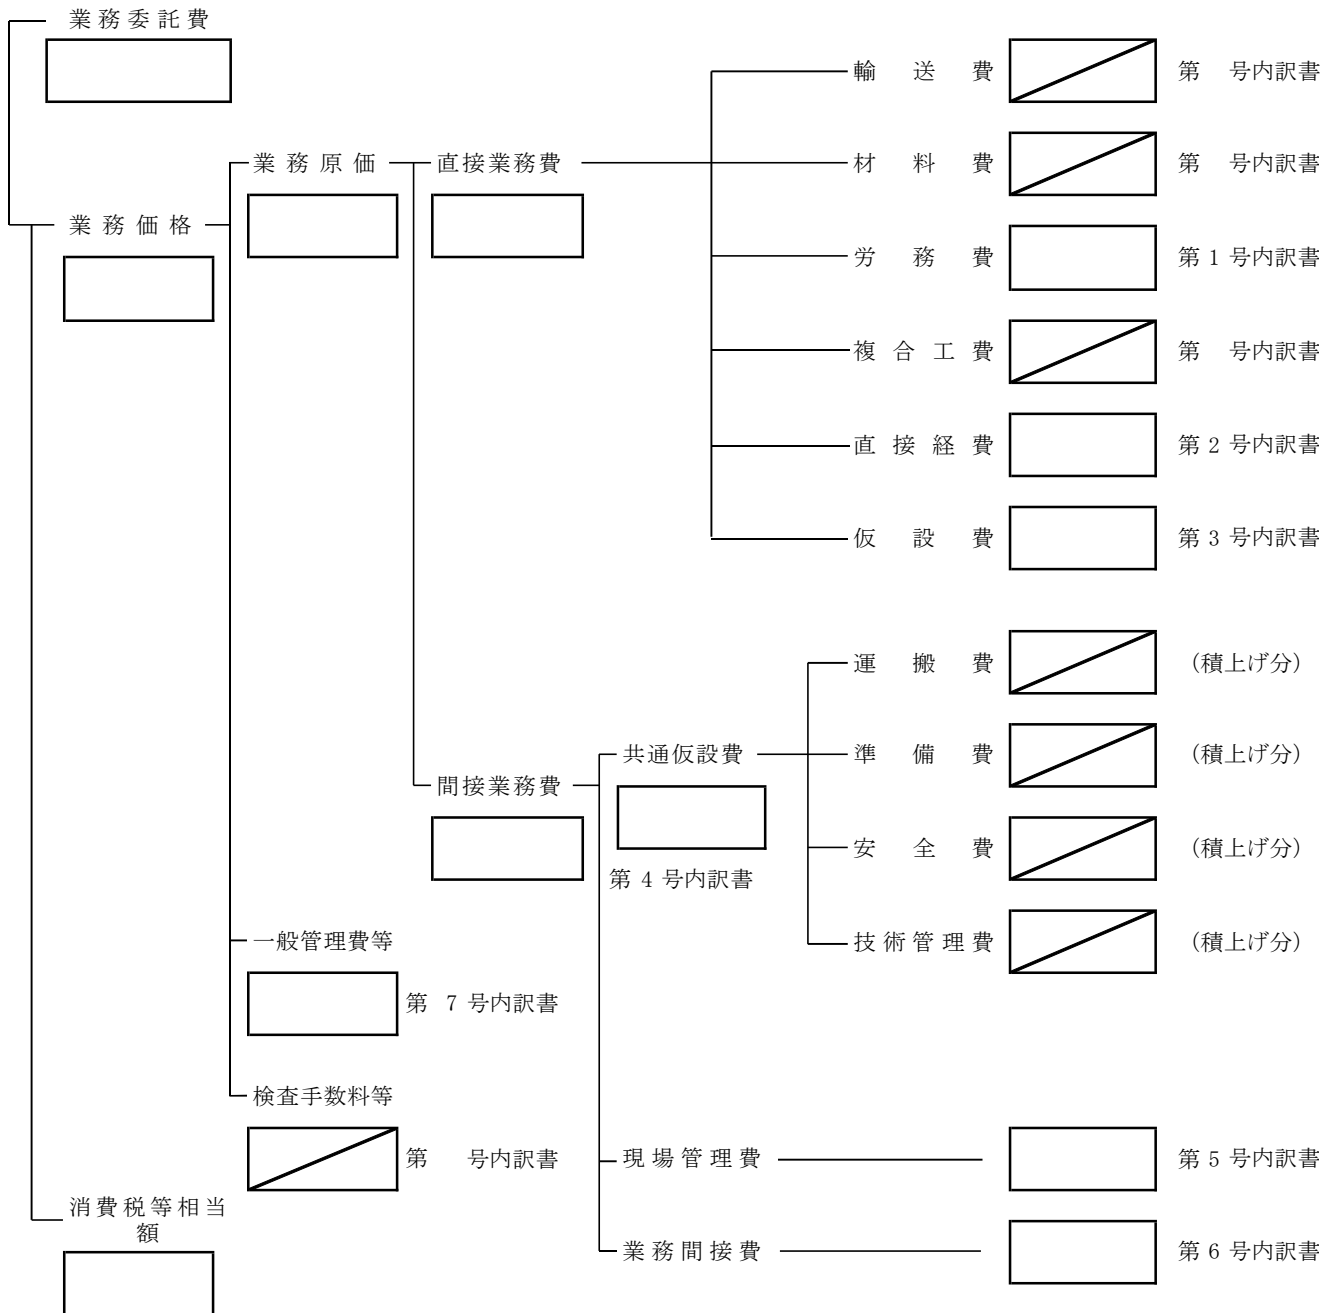 業務委託費
輸送費 第 号内訳書
業務原価 直接業務費 材料費 第 号内訳書
業務価格
労務費 第 1 号内訳書
複合工費 第 号内訳書
直接経費 第 2 号内訳書
仮設費 第 3 号内訳書
運搬費 (積上げ分)
共通仮設費 準備費 (積上げ分)
間接業務費
安全費 (積上げ分)
第 4 号内訳書
一般管理費等 技術管理費 (積上げ分)
第 7 号内訳書
検査手数料等
第 号内訳書 現場管理費 第 5 号内訳書
消費税等相当
額
業務間接費 第 6 号内訳書